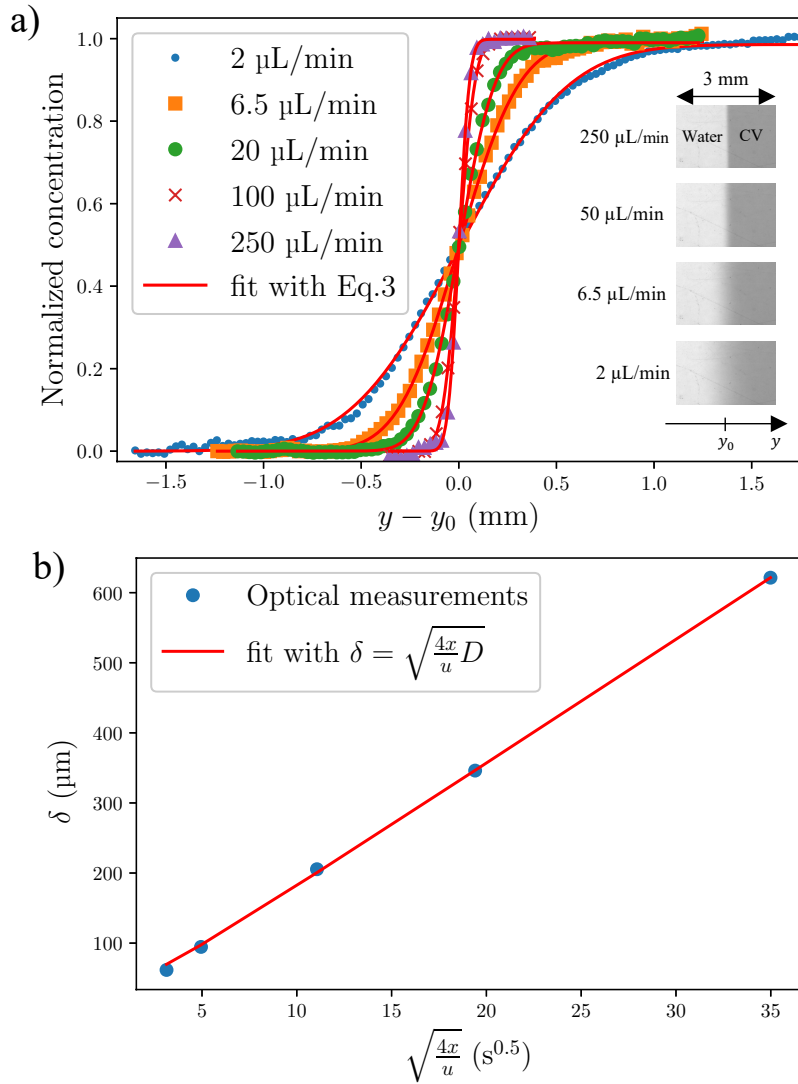 a)
1.0
0.8
0.6
0.4
0.2
0.0
Normalized concentration
2 µL/min
6.5 µL/min
20 µL/min
100 µL/min
250 µL/min
fit with Eq.3
3 mm
250 µL/min
Water
CV
50 µL/min
6.5 µL/min
2 µL/min
y₀
y
−1.5
−1.0
−0.5
0.0
0.5
1.0
1.5
y − y₀ (mm)
b)
600
500
400
300
200
100
δ (µm)
Optical measurements
fit with δ = √(4x/u D)
5
10
15
20
25
30
35
√(4x/u) (s⁰·⁵)